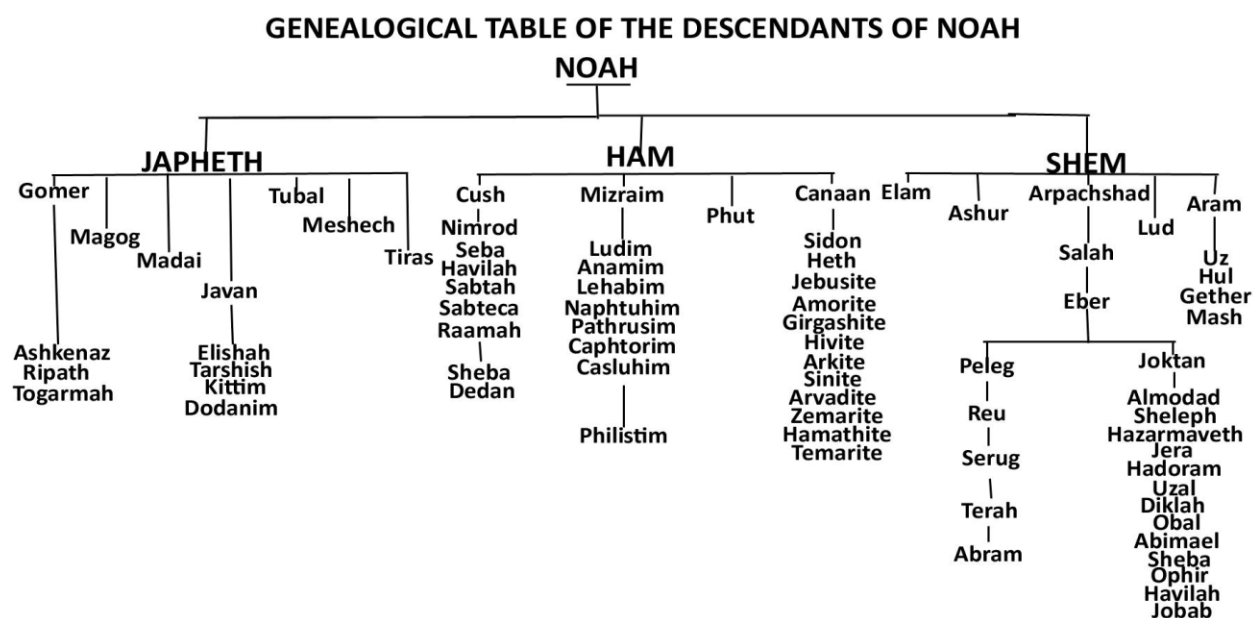 GENEALOGICAL TABLE OF THE DESCENDANTS OF NOAH
NOAH
JAPHETH
Gomer
Ashkenaz
Ripath
Togarmah
Magog
Madai
Javan
Elishah
Tarshish
Kittim
Dodanim
Tubal
Meshech
Tiras
HAM
Cush
Nimrod
Seba
Havilah
Sabtah
Sabteca
Raamah
Sheba
Dedan
Mizraim
Ludim
Anamim
Lehabim
Naphtuhim
Pathrusim
Caphtorim
Casluhim
Philistim
Phut
Canaan
Sidon
Heth
Jebusite
Amorite
Girgashite
Hivite
Arkite
Sinite
Arvadite
Zemarite
Hamathite
Temarite
SHEM
Elam
Ashur
Arpachshad
Salah
Eber
Peleg
Reu
Serug
Terah
Abram
Joktan
Almodad
Sheleph
Hazarmaveth
Jera
Hadoram
Uzal
Diklah
Obal
Abimael
Sheba
Ophir
Havilah
Jobab
Lud
Aram
Uz
Hul
Gether
Mash